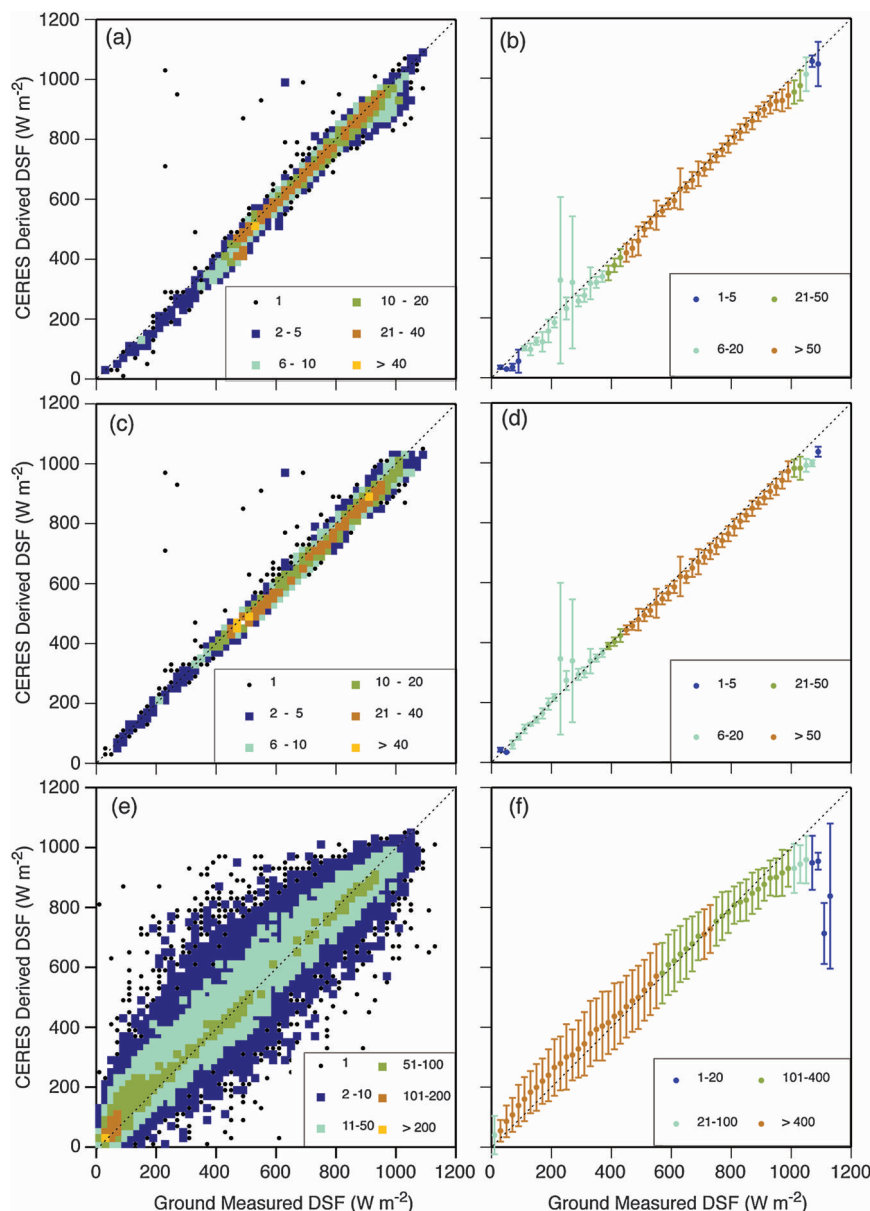 (a)
CERES Derived DSF (W m-2)
1200
1000
800
600
400
200
0
1
2 - 5
6 - 10
10 - 20
21 - 40
> 40
(b)
1-5
6-20
21-50
> 50
(c)
CERES Derived DSF (W m-2)
1200
1000
800
600
400
200
0
1
2 - 5
6 - 10
10 - 20
21 - 40
> 40
(d)
1-5
6-20
21-50
> 50
(e)
CERES Derived DSF (W m-2)
1200
1000
800
600
400
200
0
1
2 -10
11-50
51-100
101-200
> 200
0 200 400 600 800 1000 1200
Ground Measured DSF (W m-2)
(f)
1-20
21-100
101-400
> 400
0 200 400 600 800 1000 1200
Ground Measured DSF (W m-2)